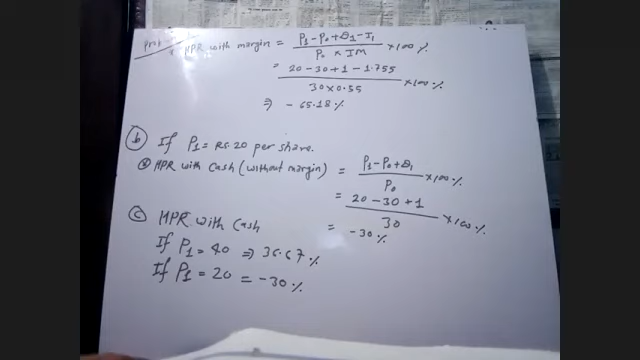 HPR with margin = P1 - P0 + D1 - I1 / P0 × IM × 100 %
= 20 - 30 + 1 - 1.755 / 30 × 0.55 × 100 %
⇒ - 65.18 %
(b) If P1 = Rs. 20 per share.
HPR with Cash (without margin) = P1 - P0 + D1 / P0 × 100 %
= 20 - 30 + 1 / 30 × 100 %
= -30 %
(c) HPR with Cash
If P1 = 40 ⇒ 36.67 %
If P1 = 20 = -30 %